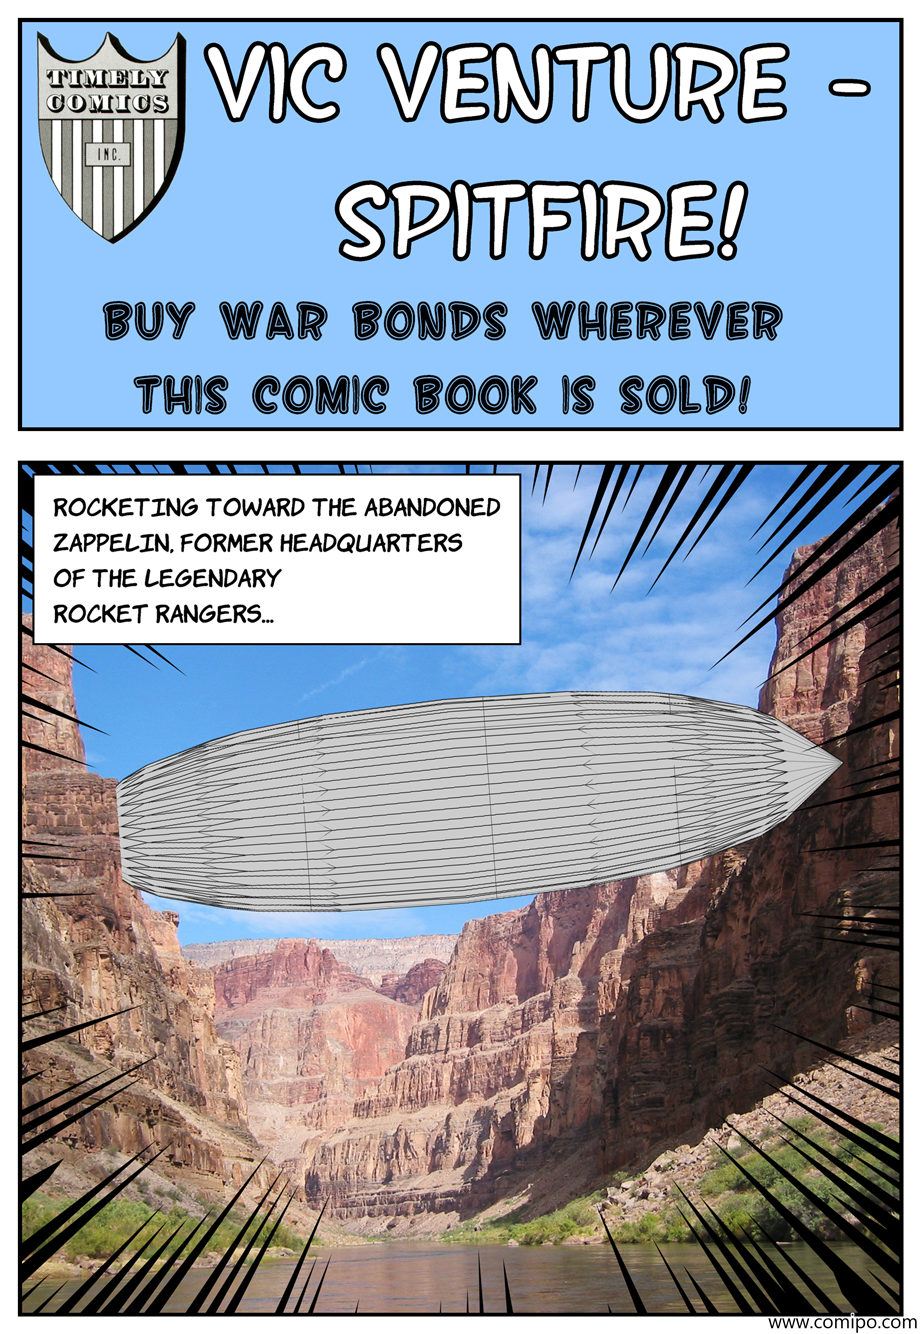 TIMELY
COMICS
INC.
VIC VENTURE -
SPITFIRE!
BUY WAR BONDS WHEREVER
THIS COMIC BOOK IS SOLD!
ROCKETING TOWARD THE ABANDONED
ZAPPELIN, FORMER HEADQUARTERS
OF THE LEGENDARY
ROCKET RANGERS...
www.comipo.com